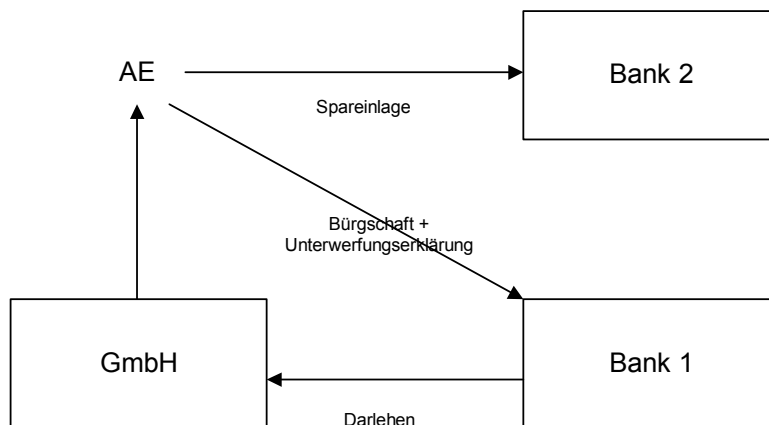 AE
Bank 2
Spareinlage
Bürgschaft +
Unterwerfungserklärung
GmbH
Bank 1
Darlehen